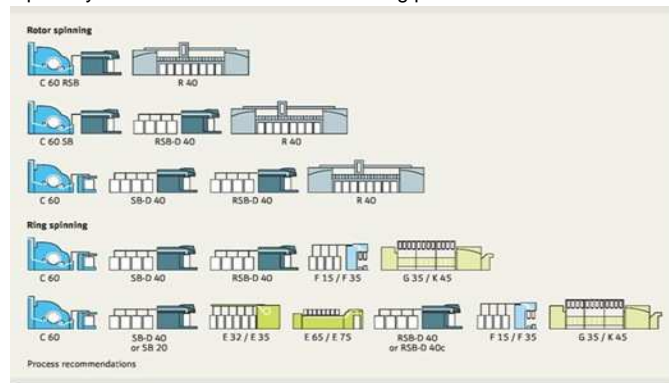 Rotor spinning
C 60 RSB R 40
C 60 SB RSB-D 40 R 40
C 60 SB-D 40 RSB-D 40 R 40
Ring spinning
C 60 SB-D 40 RSB-D 40 F 15 / F 35 G 35 / K 45
C 60 SB-D 40 E 32 / E 35 E 65 / E 75 RSB-D 40 F 15 / F 35 G 35 / K 45
or SB 20 or RSB-D 40c
Process recommendations